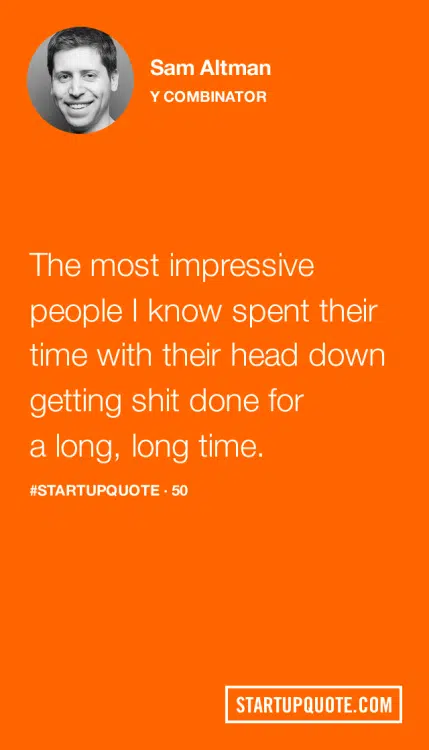 Sam Altman
Y COMBINATOR
The most impressive
people I know spent their
time with their head down
getting shit done for
a long, long time.
#STARTUPQUOTE · 50
STARTUPQUOTE.COM